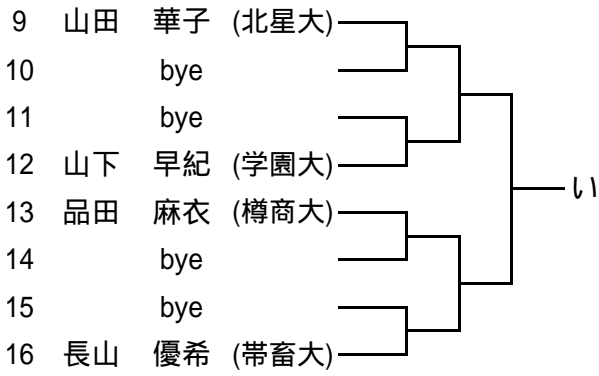 9 山田 華子 (北星大)
10 bye
11 bye
12 山下 早紀 (学園大)
13 品田 麻衣 (樽商大)
い
14 bye
15 bye
16 長山 優希 (帯畜大)